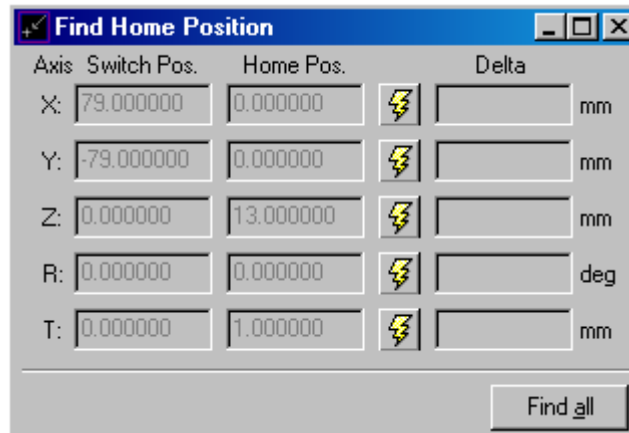 Find Home Position
Axis Switch Pos. Home Pos. Delta
X: 79.000000 0.000000 mm
Y: -79.000000 0.000000 mm
Z: 0.000000 13.000000 mm
R: 0.000000 0.000000 deg
T: 0.000000 1.000000 mm
Find all